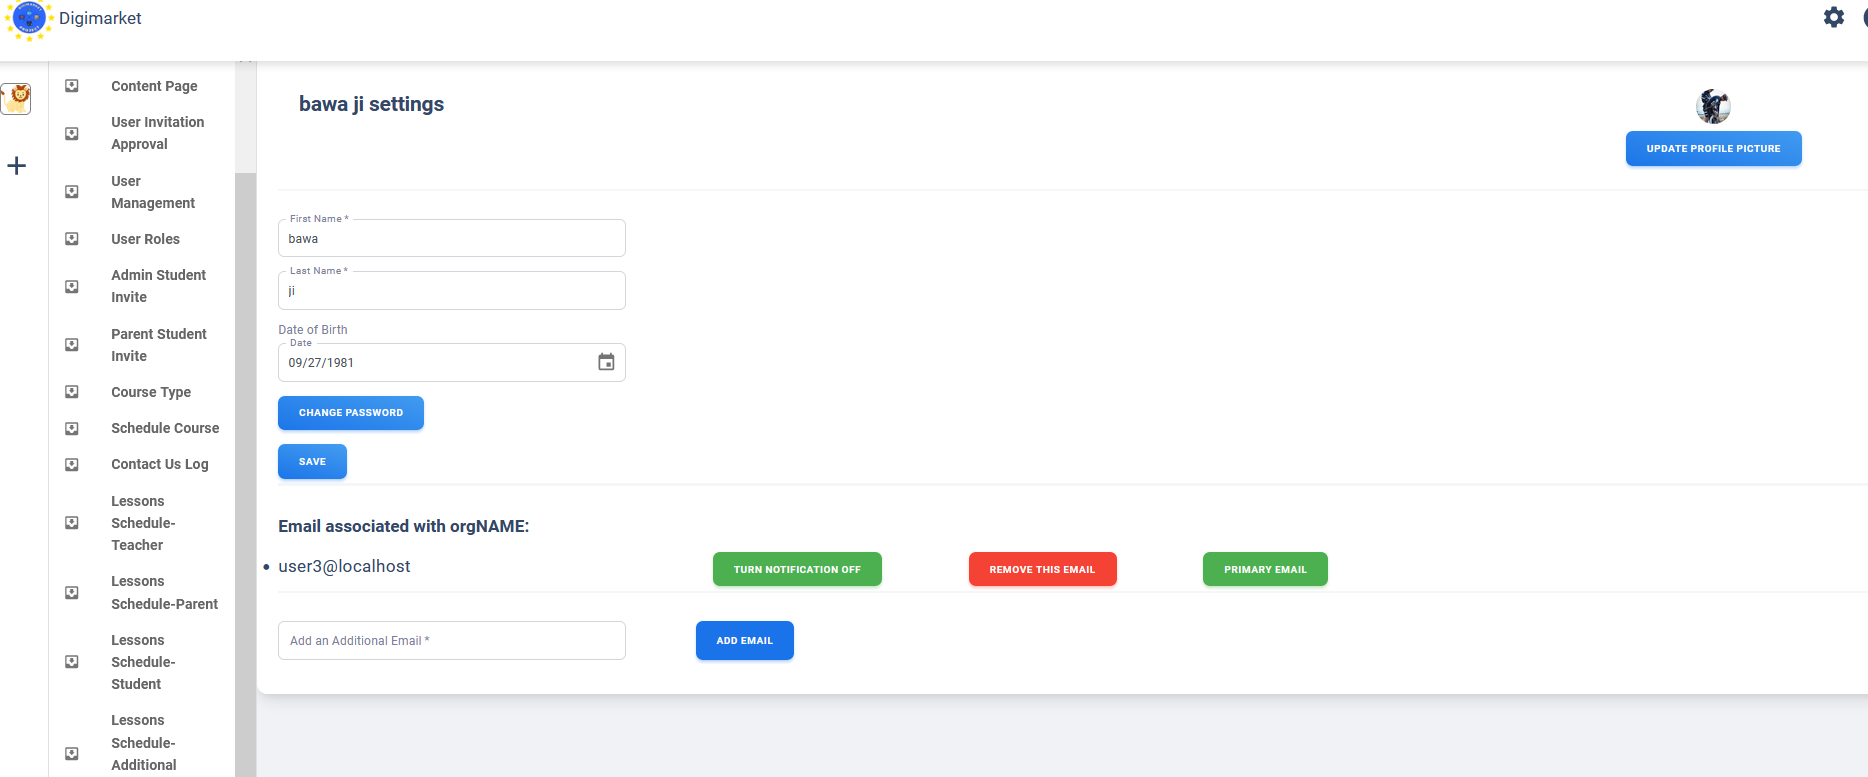 Digimarket
Content Page
User Invitation
Approval
User
Management
User Roles
Admin Student
Invite
Parent Student
Invite
Course Type
Schedule Course
Contact Us Log
Lessons
Schedule-
Teacher
Lessons
Schedule-Parent
Lessons
Schedule-
Student
Lessons
Schedule-
Additional
bawa ji settings
UPDATE PROFILE PICTURE
First Name *
bawa
Last Name *
ji
Date of Birth
Date
09/27/1981
CHANGE PASSWORD
SAVE
Email associated with orgNAME:
user3@localhost
TURN NOTIFICATION OFF
REMOVE THIS EMAIL
PRIMARY EMAIL
Add an Additional Email *
ADD EMAIL